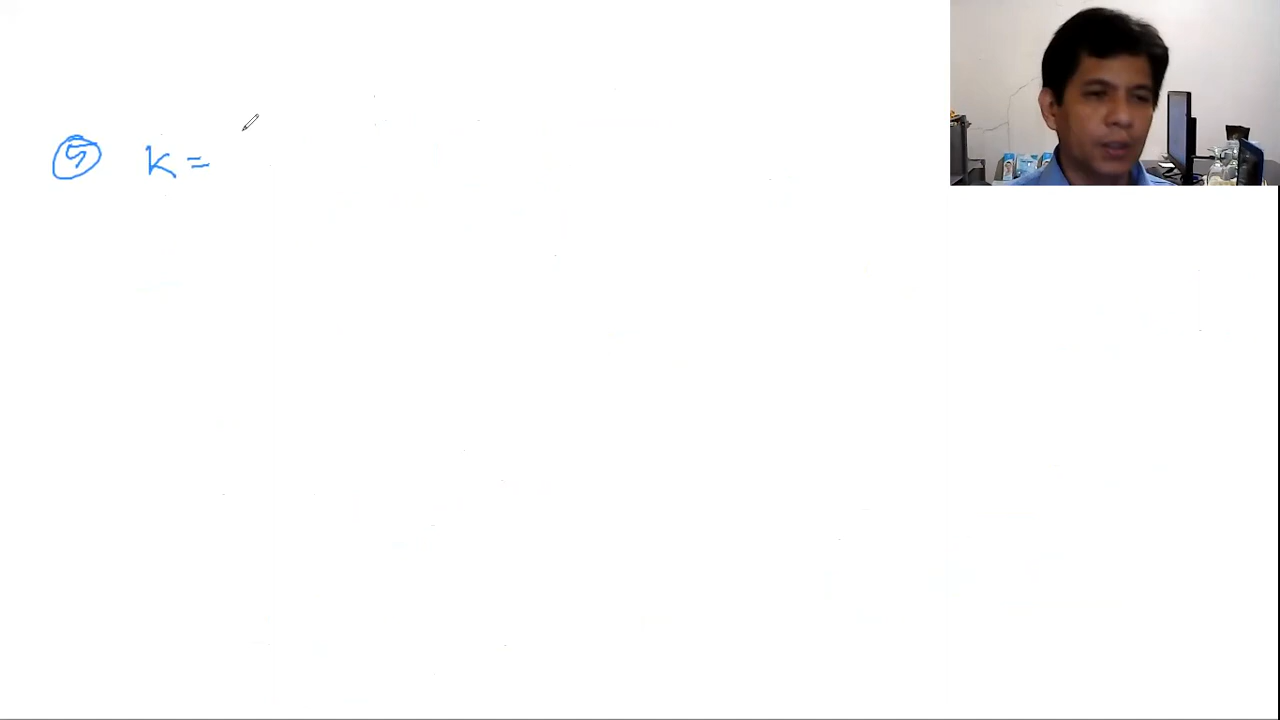 ⑤ K =